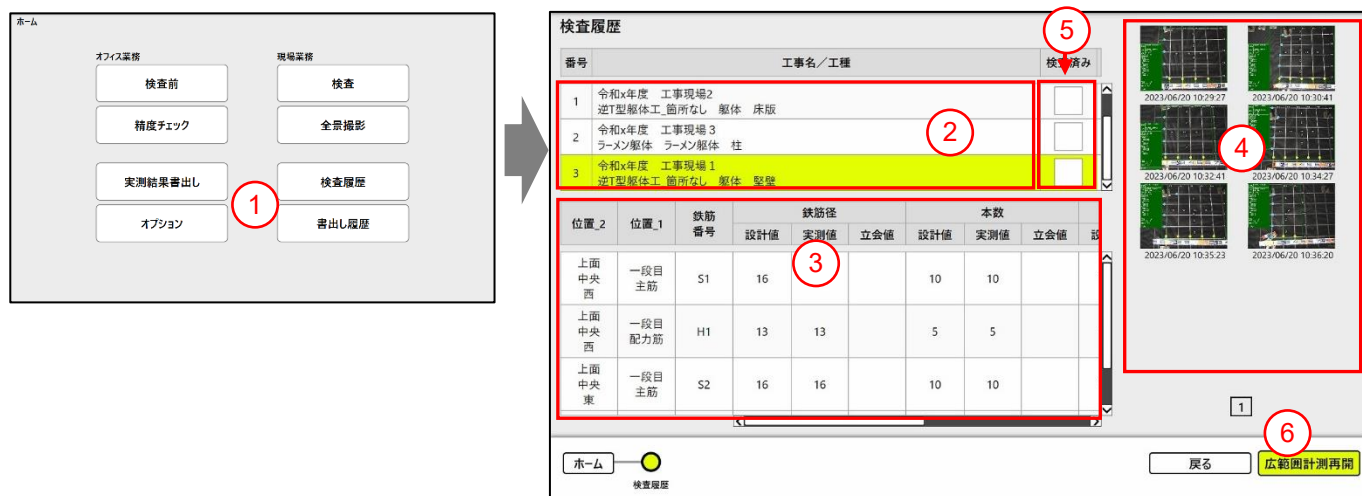 ホーム
オフィス業務
現場業務
検査前
検査
精度チェック
全景撮影
実測結果書出し
検査履歴
1
オプション
書出し履歴
検査履歴
5
番号
工事名／工種
検 済み
1
令和x年度 工事現場2
逆T型躯体工_箇所なし 躯体 床版
2
令和x年度 工事現場３
ラーメン躯体 ラーメン躯体 柱
2
3
令和x年度 工事現場１
逆T型躯体工_箇所なし 躯体 竪壁
位置_2
位置_1
鉄筋
番号
鉄筋径
本数
設計値
実測値
立会値
設計値
実測値
立会値
設
3
上面
中央
西
一段目
主筋
S1
16
10
10
上面
中央
西
一段目
配力筋
H1
13
13
5
5
上面
中央
東
一段目
主筋
S2
16
16
10
10
2023/06/20 10:29:27
2023/06/20 10:30:41
4
2023/06/20 10:32:41
2023/06/20 10:34:27
2023/06/20 10:35:23
2023/06/20 10:36:20
1
6
ホーム
検査履歴
戻る
広範囲計測再開